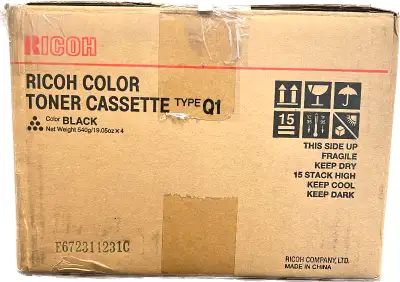 RICOH
RICOH COLOR
TONER CASSETTE TYPE Q1
Color BLACK
Net Weight 540g/19.05oz×4
15
THIS SIDE UP
FRAGILE
KEEP DRY
15 STACK HIGH
KEEP COOL
KEEP DARK
F672311231C
RICOH COMPANY, LTD.
MADE IN CHINA